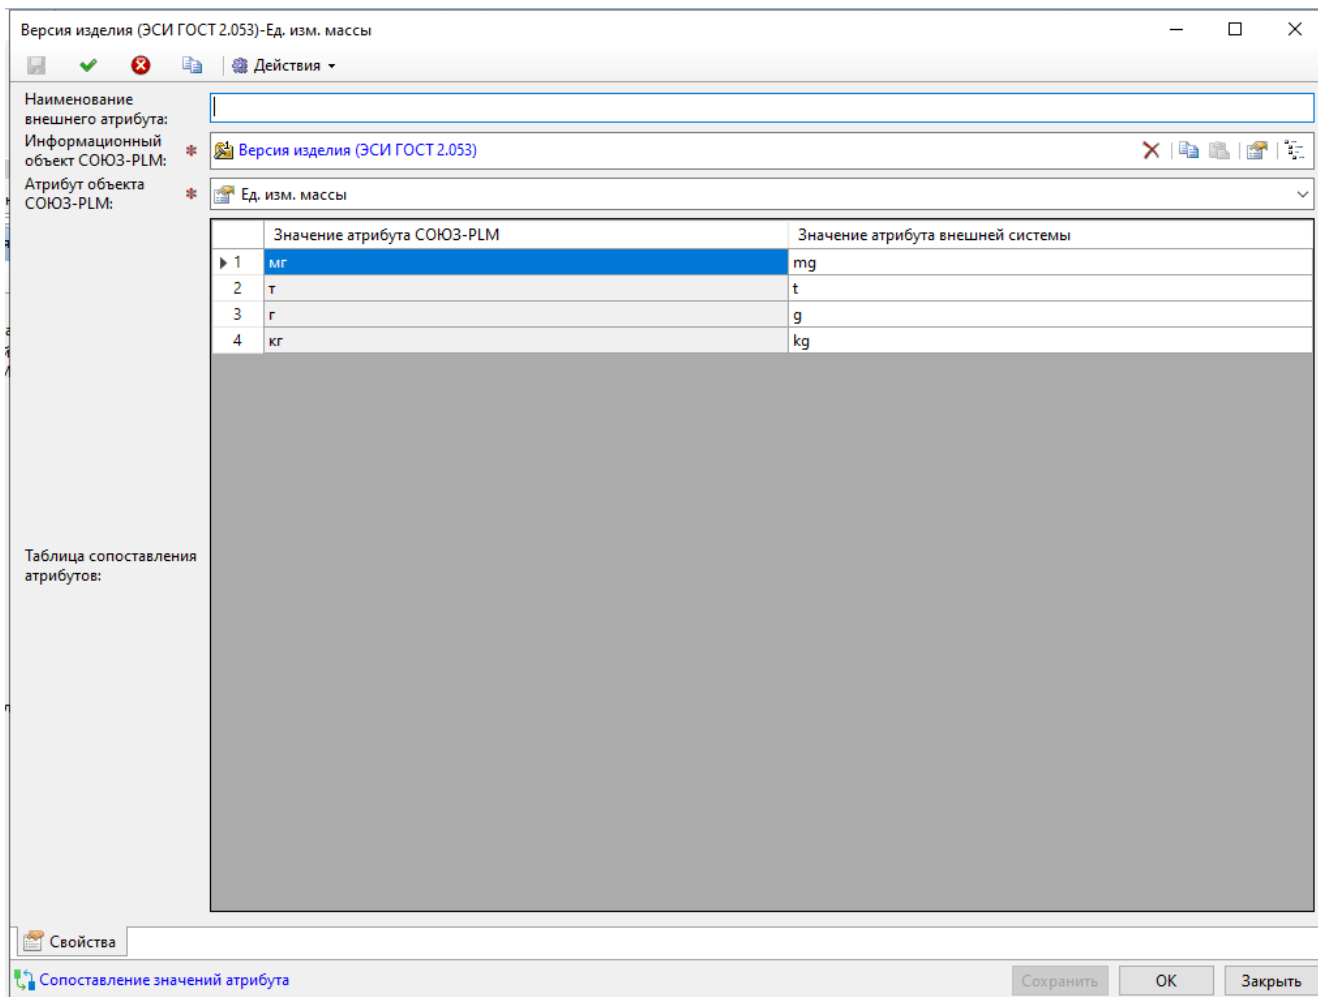 Версия изделия (ЭСИ ГОСТ 2.053)-Ед. изм. массы
Действия
Наименование
внешнего атрибута:
Информационный
объект СОЮЗ-PLM:
Версия изделия (ЭСИ ГОСТ 2.053)
Атрибут объекта
СОЮЗ-PLM:
Ед. изм. массы
Значение атрибута СОЮЗ-PLM Значение атрибута внешней системы
1 мг mg
2 т t
3 г g
4 кг kg
Таблица сопоставления
атрибутов:
Свойства
Сопоставление значений атрибута Сохранить ОК Закрыть